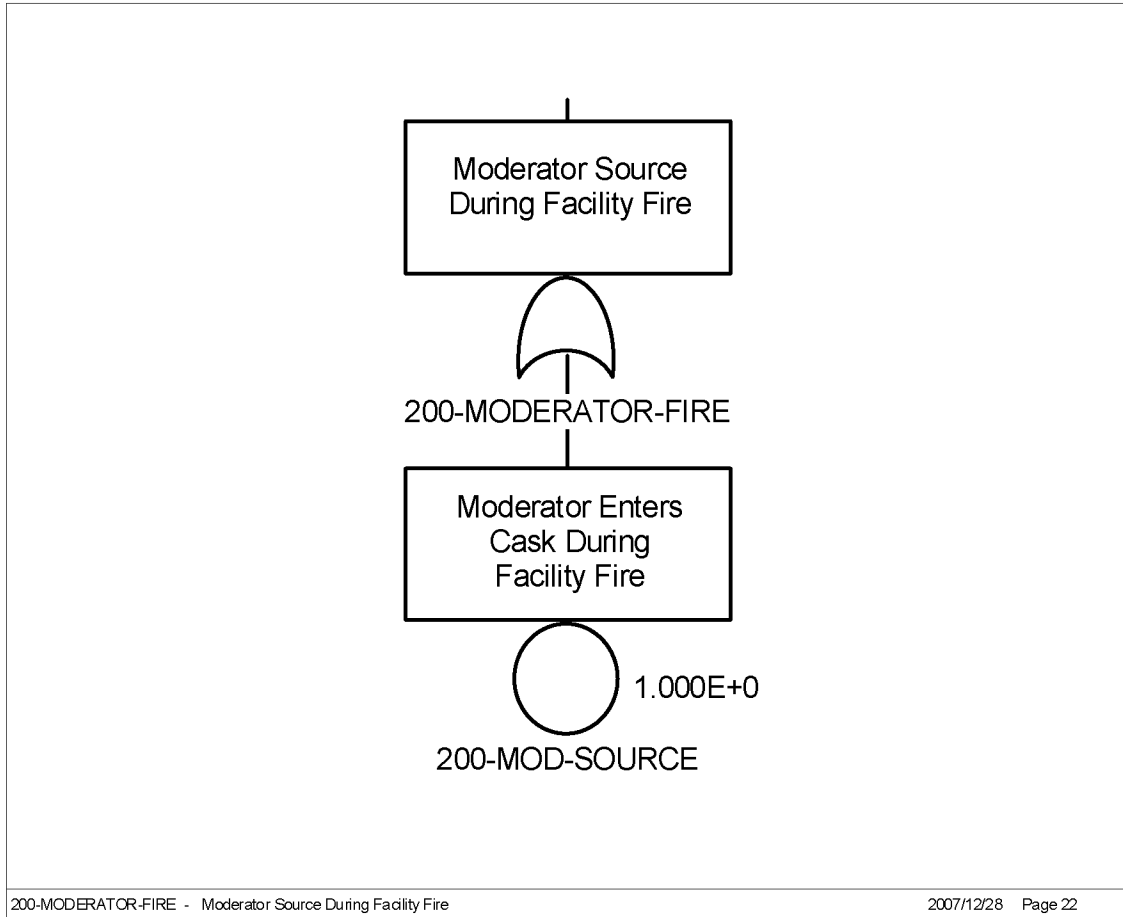 Moderator Source
During Facility Fire
200-MODERATOR-FIRE
Moderator Enters
Cask During
Facility Fire
1.000E+0
200-MOD-SOURCE
200-MODERATOR-FIRE - Moderator Source During Facility Fire
2007/12/28 Page 22